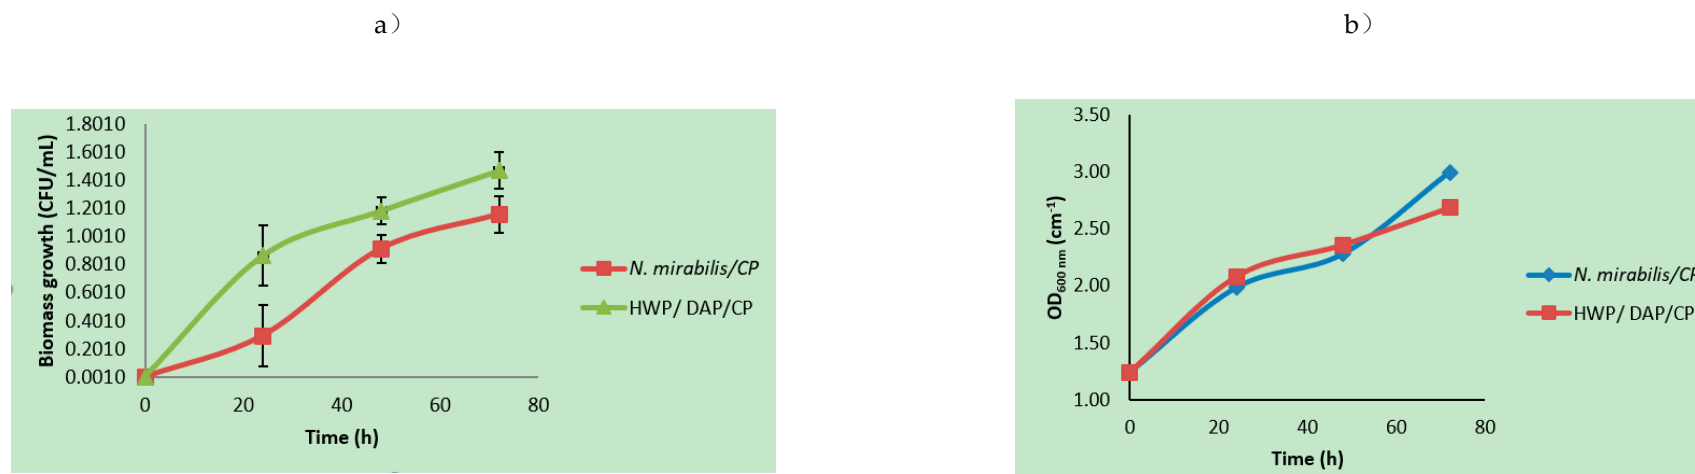 a）
b）
Biomass growth (CFU/mL)
1.8010
1.6010
1.4010
1.2010
1.0010
0.8010
0.6010
0.4010
0.2010
0.0010
0 20 40 60 80
Time (h)
N. mirabilis/CP
HWP/ DAP/CP
OD600 nm (cm-1)
3.50
3.00
2.50
2.00
1.50
1.00
0 20 40 60 80
Time (h)
N. mirabilis/CP
HWP/ DAP/CP